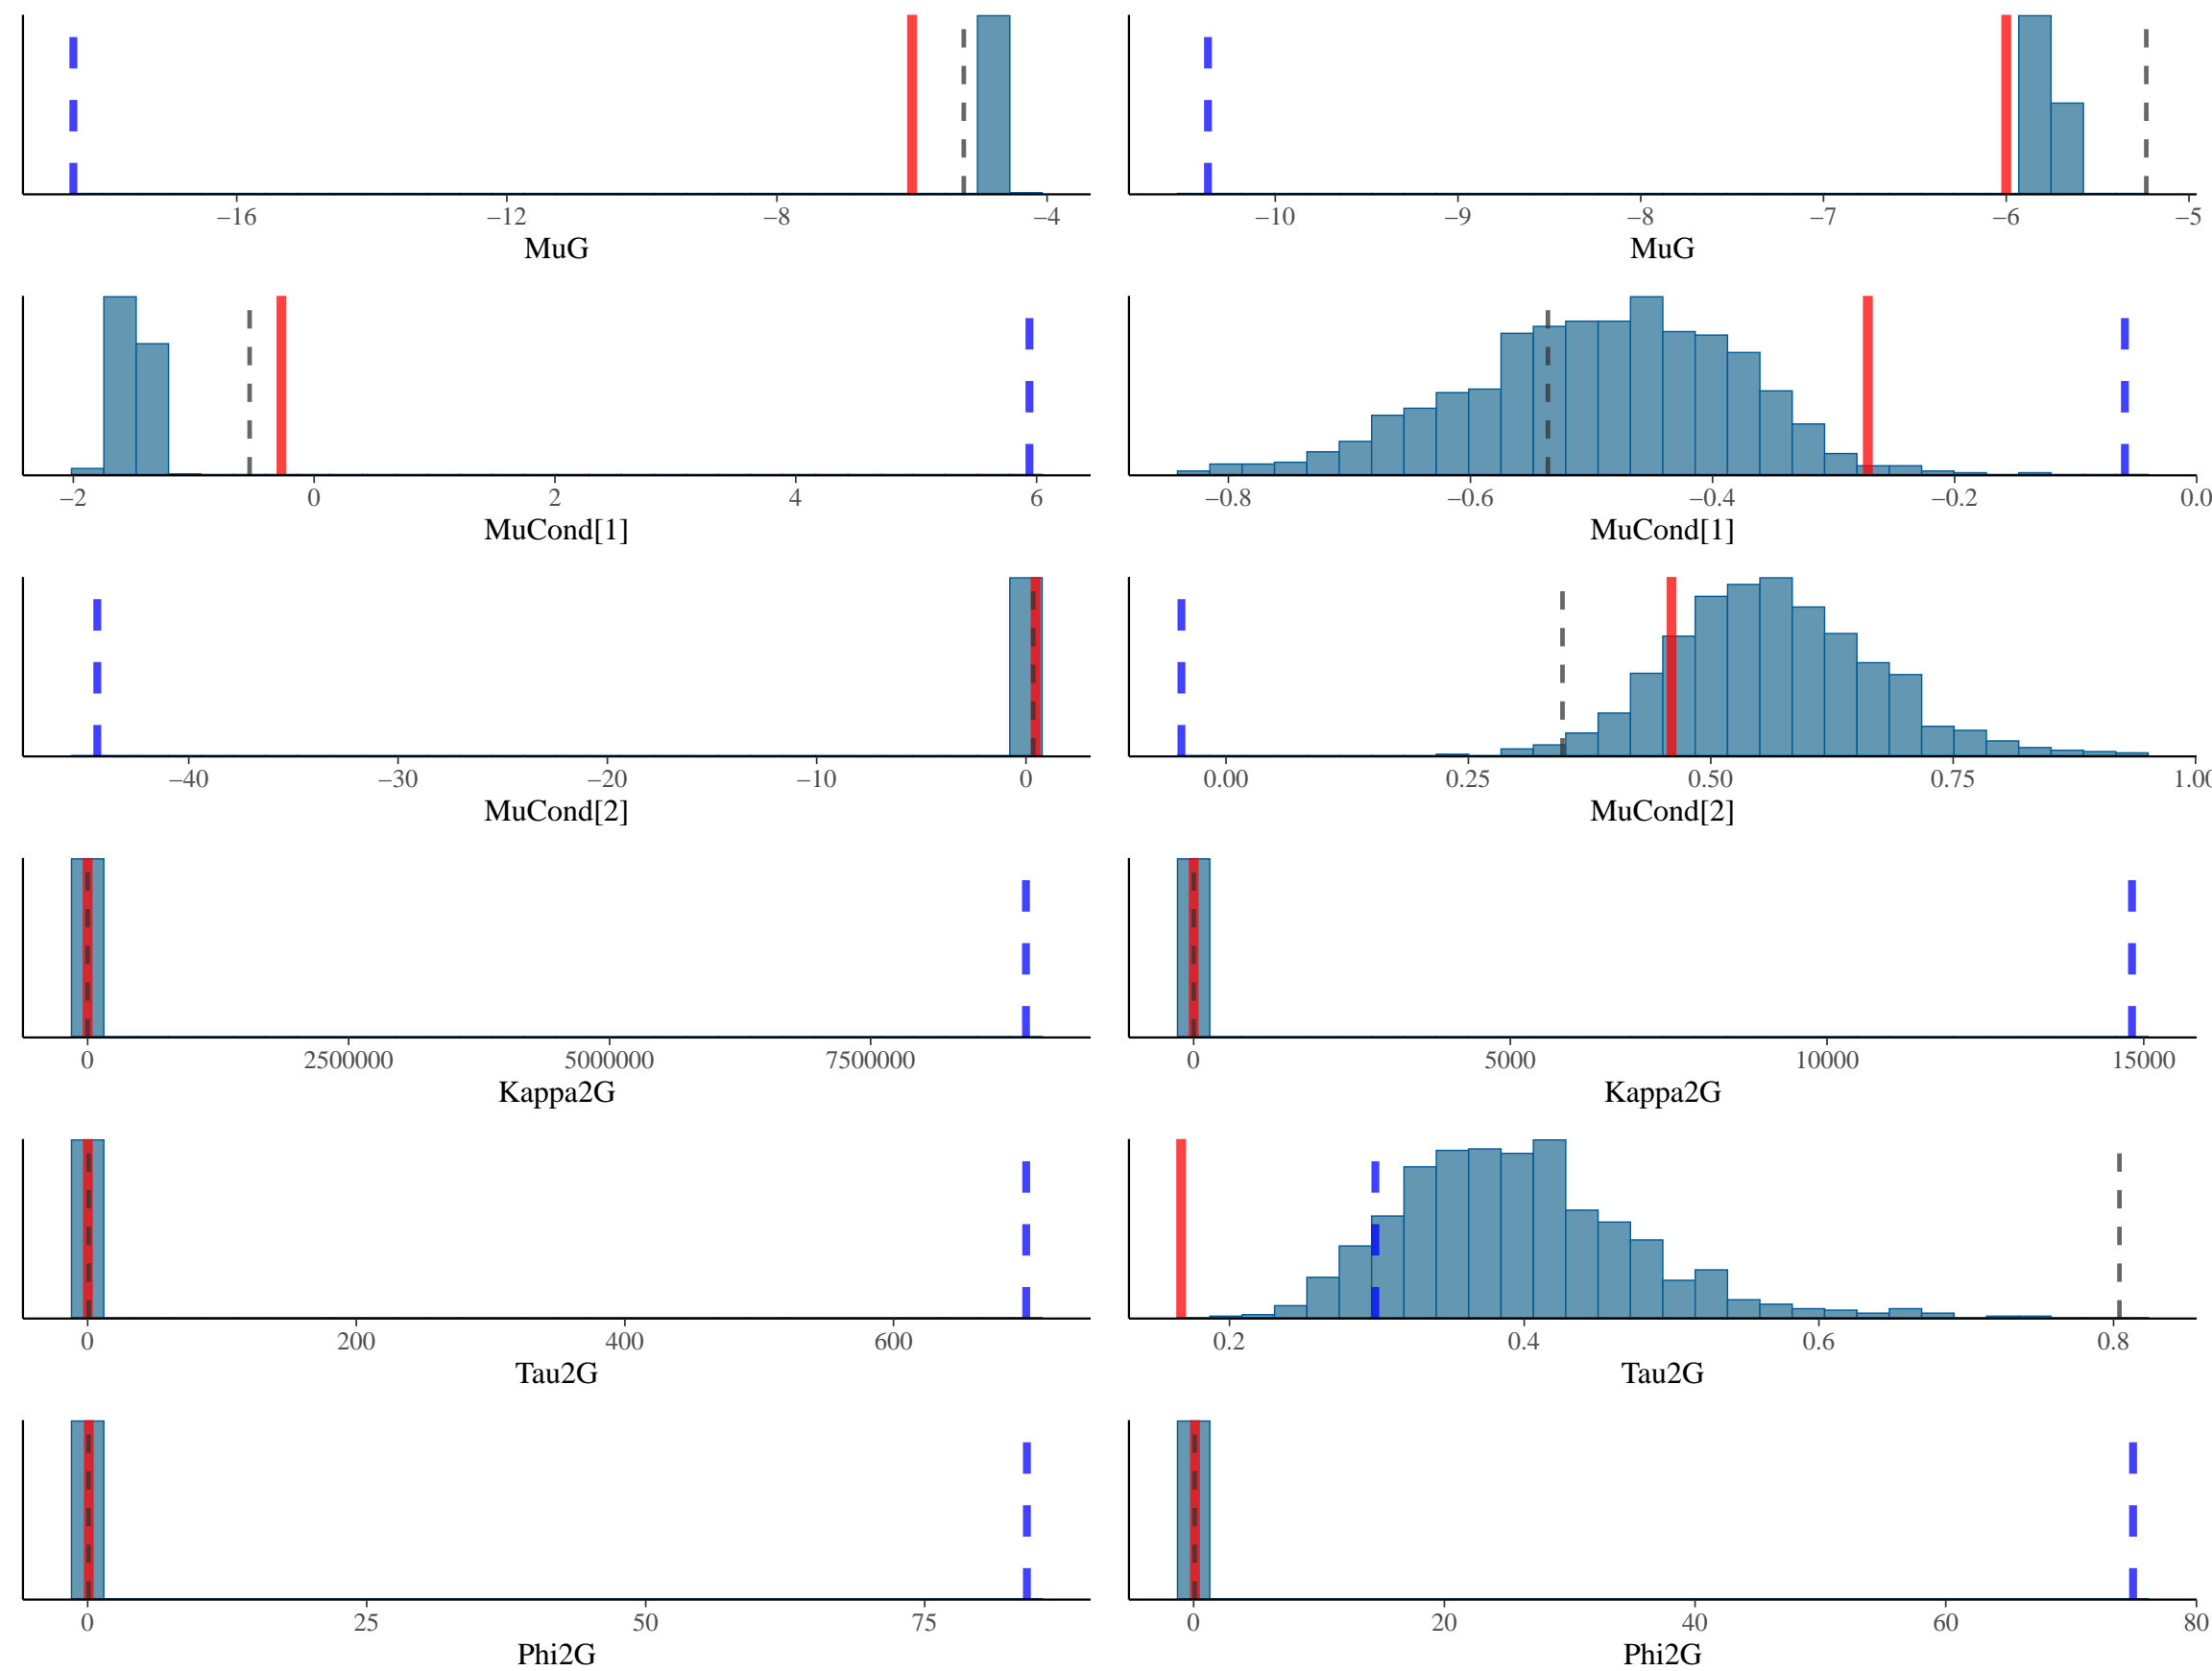 −16 −12 −8 −4
MuG
−10 −9 −8 −7 −6 −5
MuG
−2 0 2 4 6
MuCond[1]
−0.8 −0.6 −0.4 −0.2 0.0
MuCond[1]
−40 −30 −20 −10 0
MuCond[2]
0.00 0.25 0.50 0.75 1.00
MuCond[2]
0 2500000 5000000 7500000
Kappa2G
0 5000 10000 15000
Kappa2G
0 200 400 600
Tau2G
0.2 0.4 0.6 0.8
Tau2G
0 25 50 75
Phi2G
0 20 40 60 80
Phi2G